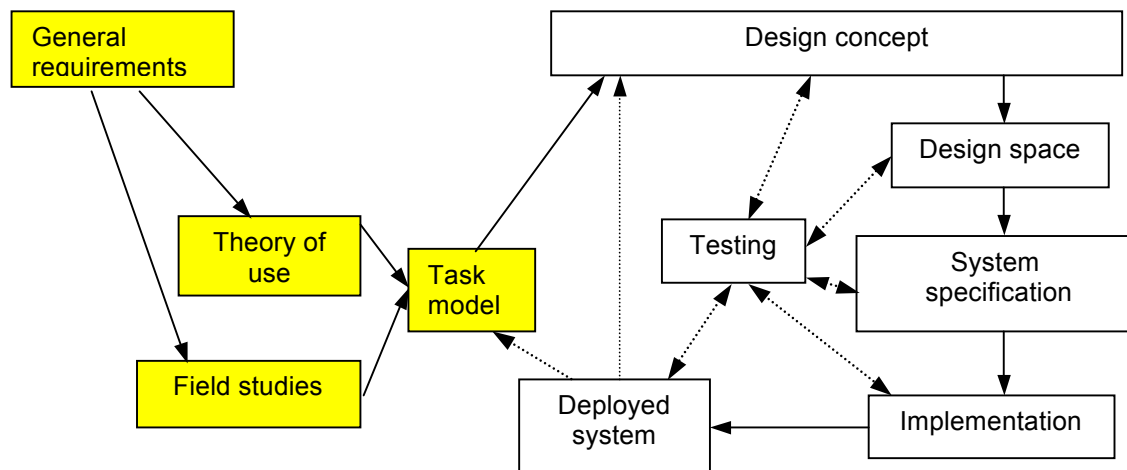 General
requirements
Design concept
Design space
Theory of
use
Testing
Task
model
System
specification
Field studies
Deployed
system
Implementation